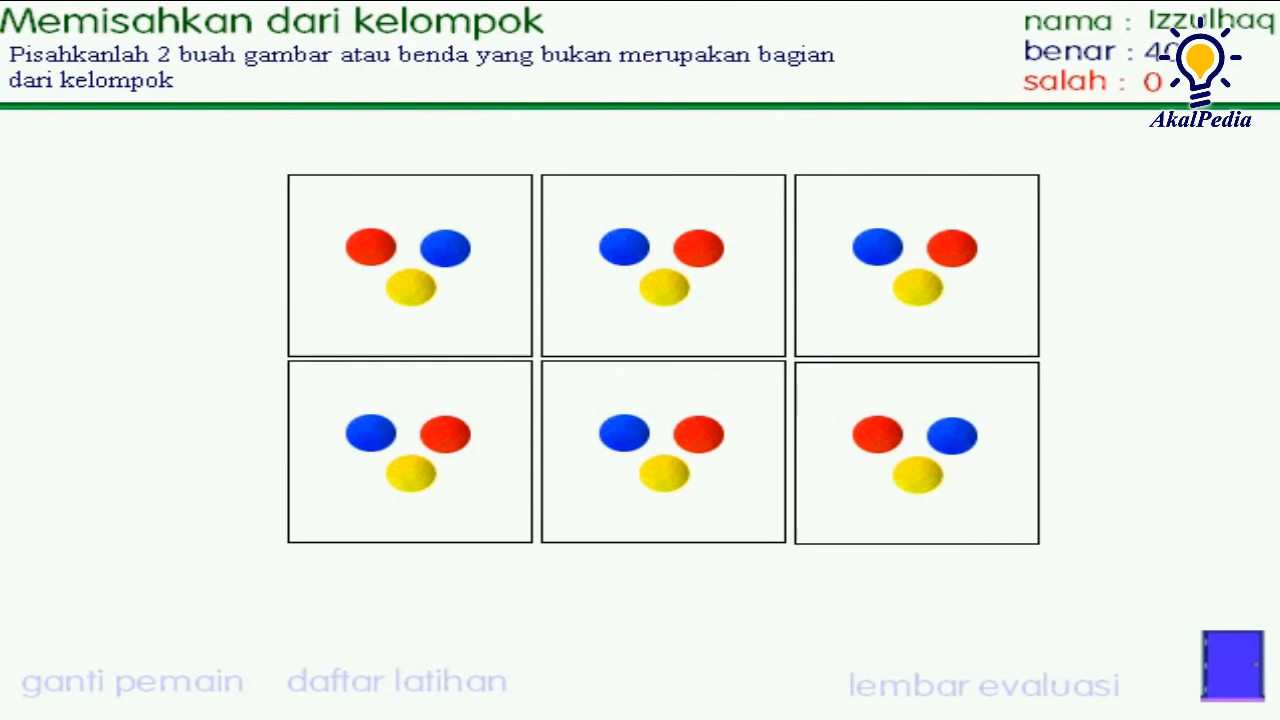 Memisahkan dari kelompok
Pisahkanlah 2 buah gambar atau benda yang bukan merupakan bagian
dari kelompok
nama : Izzulhaq
benar : 40
salah : 0
AkalPedia
ganti pemain daftar latihan lembar evaluasi